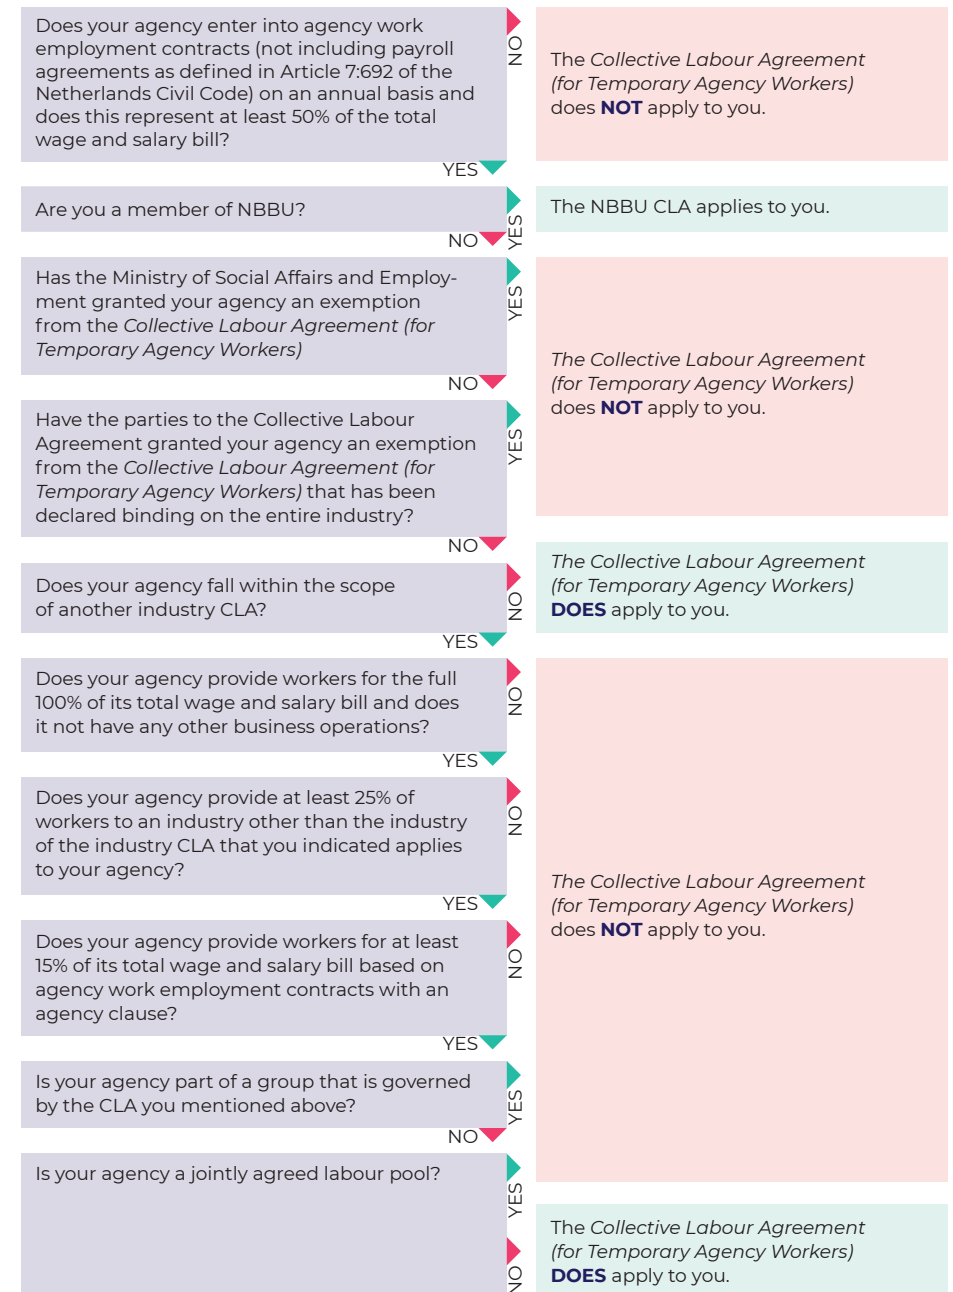 Does your agency enter into agency work
employment contracts (not including payroll
agreements as defined in Article 7:692 of the
Netherlands Civil Code) on an annual basis and
does this represent at least 50% of the total
wage and salary bill?
NO
The Collective Labour Agreement
(for Temporary Agency Workers)
does NOT apply to you.
YES
Are you a member of NBBU?
YES
The NBBU CLA applies to you.
NO
Has the Ministry of Social Affairs and Employ-
ment granted your agency an exemption
from the Collective Labour Agreement (for
Temporary Agency Workers)
YES
NO
The Collective Labour Agreement
(for Temporary Agency Workers)
does NOT apply to you.
Have the parties to the Collective Labour
Agreement granted your agency an exemption
from the Collective Labour Agreement (for
Temporary Agency Workers) that has been
declared binding on the entire industry?
YES
NO
Does your agency fall within the scope
of another industry CLA?
NO
The Collective Labour Agreement
(for Temporary Agency Workers)
DOES apply to you.
YES
Does your agency provide workers for the full
100% of its total wage and salary bill and does
it not have any other business operations?
NO
YES
Does your agency provide at least 25% of
workers to an industry other than the industry
of the industry CLA that you indicated applies
to your agency?
NO
YES
The Collective Labour Agreement
(for Temporary Agency Workers)
does NOT apply to you.
Does your agency provide workers for at least
15% of its total wage and salary bill based on
agency work employment contracts with an
agency clause?
NO
YES
Is your agency part of a group that is governed
by the CLA you mentioned above?
YES
NO
Is your agency a jointly agreed labour pool?
YES
NO
The Collective Labour Agreement
(for Temporary Agency Workers)
DOES apply to you.